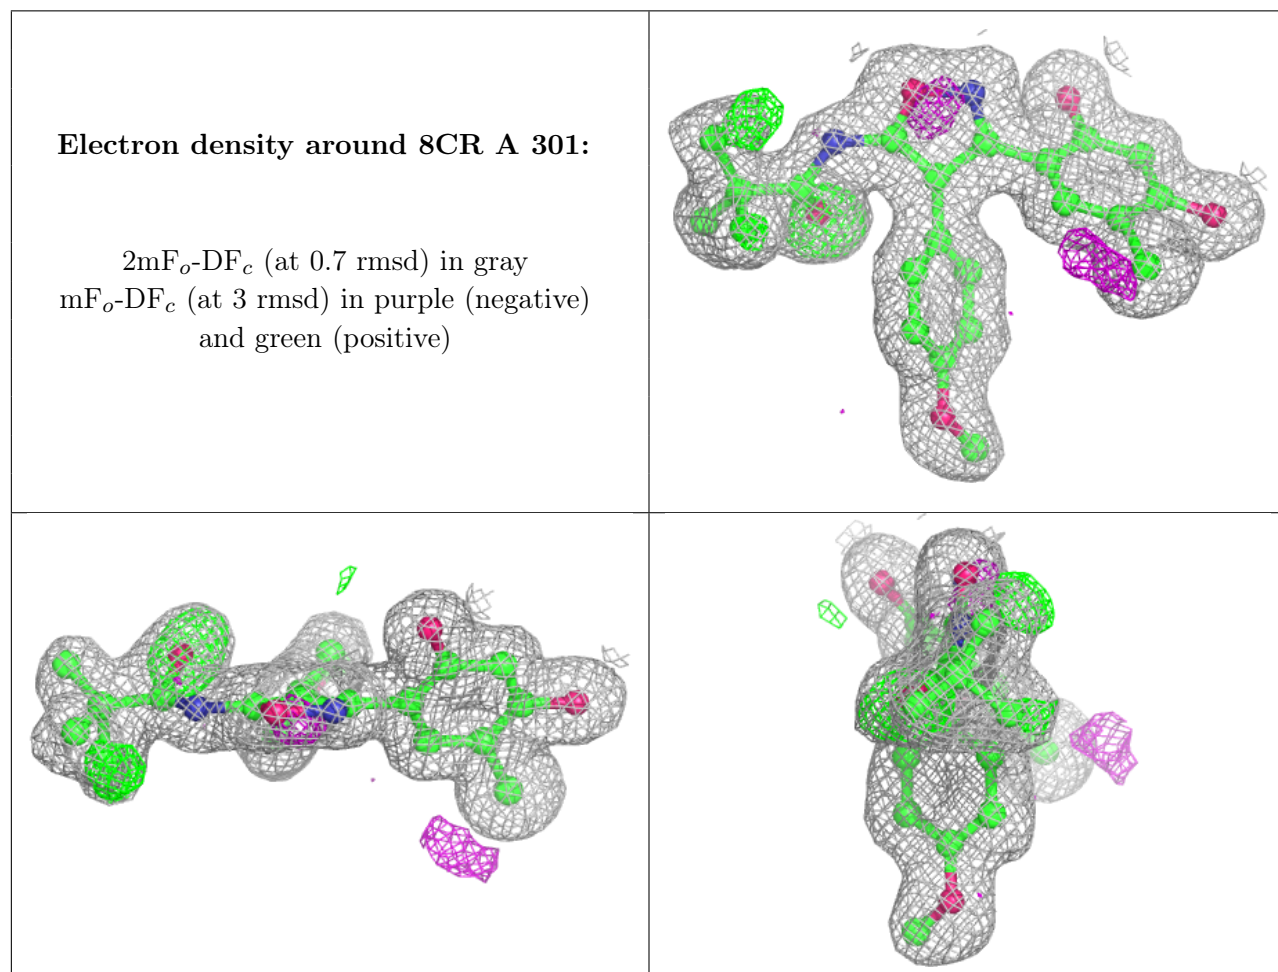 Electron density around 8CR A 301:
2mFo-DFc (at 0.7 rmsd) in gray
mFo-DFc (at 3 rmsd) in purple (negative)
and green (positive)